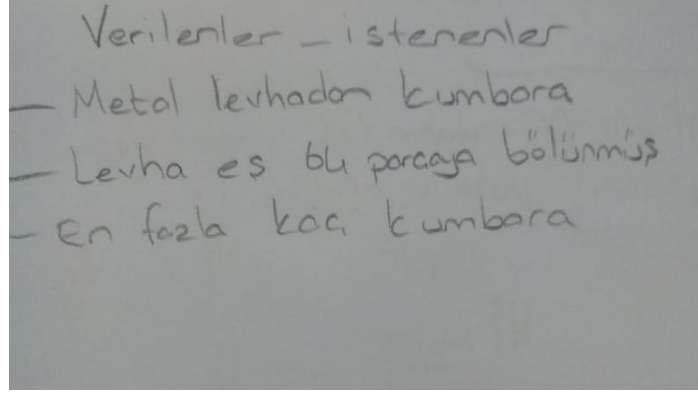 Verilenler - istenenler
- Metal levhadan kumbara
- Levha eş 64 parçaya bölünmüş
- En fazla kaç kumbara